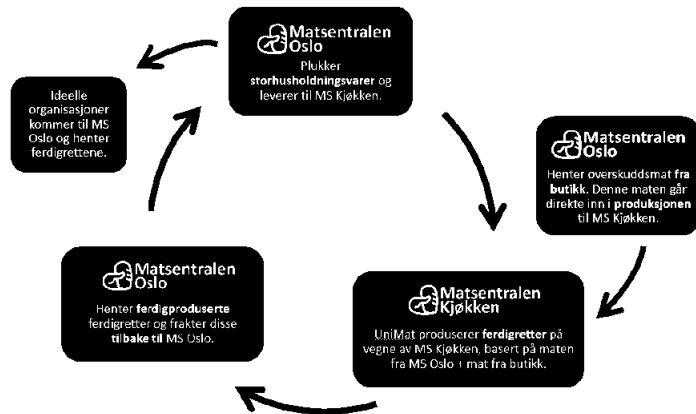 Matsentralen
Oslo
Plukker
storhusholdningsvarer og
leverer til MS Kjøkken.
Ideelle
organisasjoner
kommer til MS
Oslo og henter
ferdigrettene.
Matsentralen
Oslo
Henter overskuddsmat fra
butikk. Denne maten går
direkte inn i produksjonen
til MS Kjøkken.
Matsentralen
Oslo
Henter ferdigproduserte
ferdigretter og frakter disse
tilbake til MS Oslo.
Matsentralen
Kjøkken
UniMat produserer ferdigretter på
vegne av MS Kjøkken, basert på maten
fra MS Oslo + mat fra butikk.